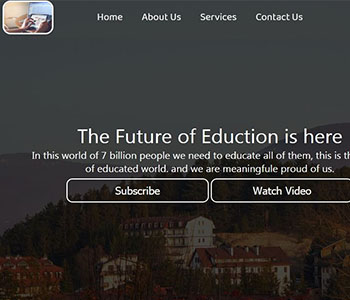 Home About Us Services Contact Us
The Future of Eduction is here
In this world of 7 billion people we need to educate all of them, this is th
of educated world. and we are meaningfule proud of us.
Subscribe Watch Video